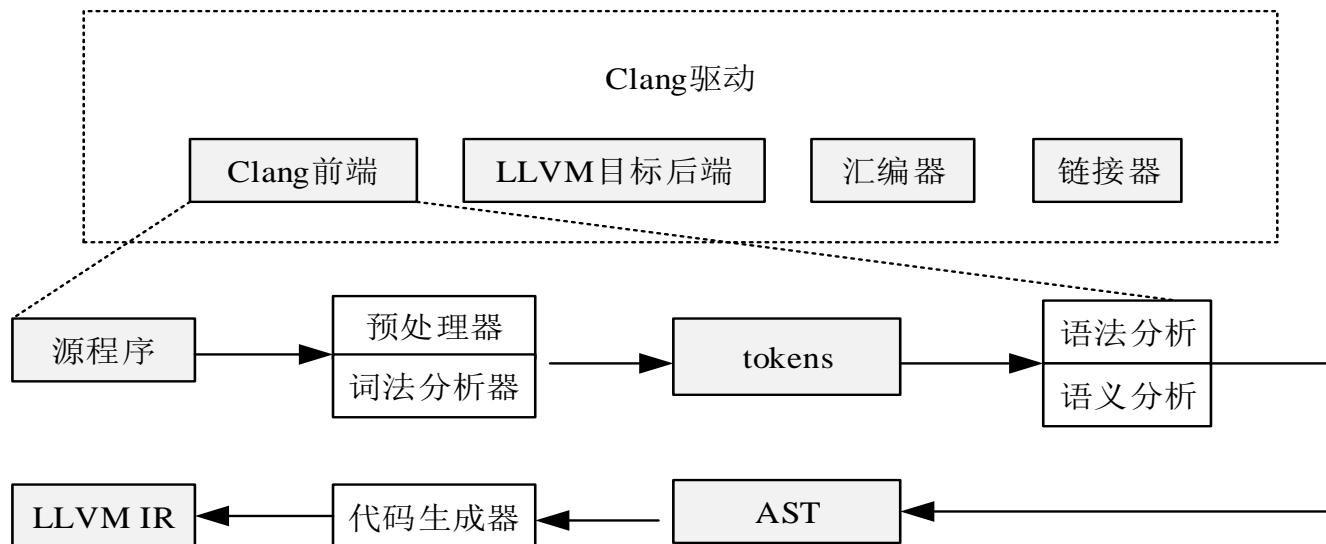 Clang驱动
Clang前端
LLVM目标后端
汇编器
链接器
源程序
预处理器
词法分析器
tokens
语法分析
语义分析
LLVM IR
代码生成器
AST